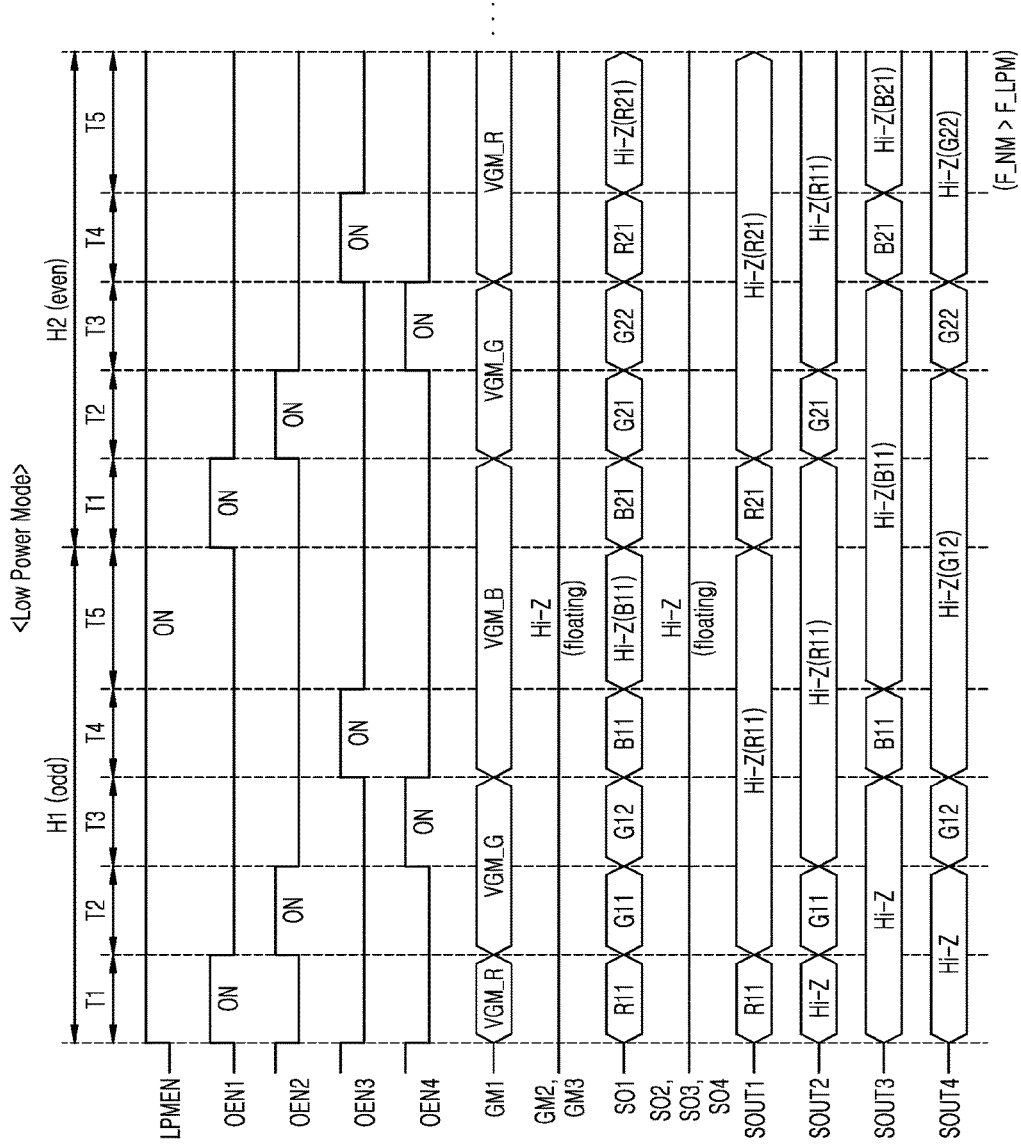 <Low Power Mode>
H1 (odd) H2 (even)
T1 T2 T3 T4 T5 T1 T2 T3 T4 T5
LPMEN ON
OEN1 ON ON
OEN2 ON ON
OEN3 ON ON
OEN4 ON ON
GM1 VGM_R VGM_G VGM_B VGM_G VGM_R
GM2,
GM3
Hi-Z
(floating)
SO1 R11 G11 G12 B11 Hi-Z(B11) B21 G21 G22 R21 Hi-Z(R21)
SO2,
SO3,
SO4
Hi-Z
(floating)
SOUT1 R11 Hi-Z(R11) R21 Hi-Z(R21)
SOUT2 Hi-Z G11 Hi-Z(R11) G21 Hi-Z(R11)
SOUT3 Hi-Z B11 Hi-Z(B11) B21 Hi-Z(B21)
SOUT4 Hi-Z G12 Hi-Z(G12) G22 Hi-Z(G22)
. . .
(F_NM > F_LPM)